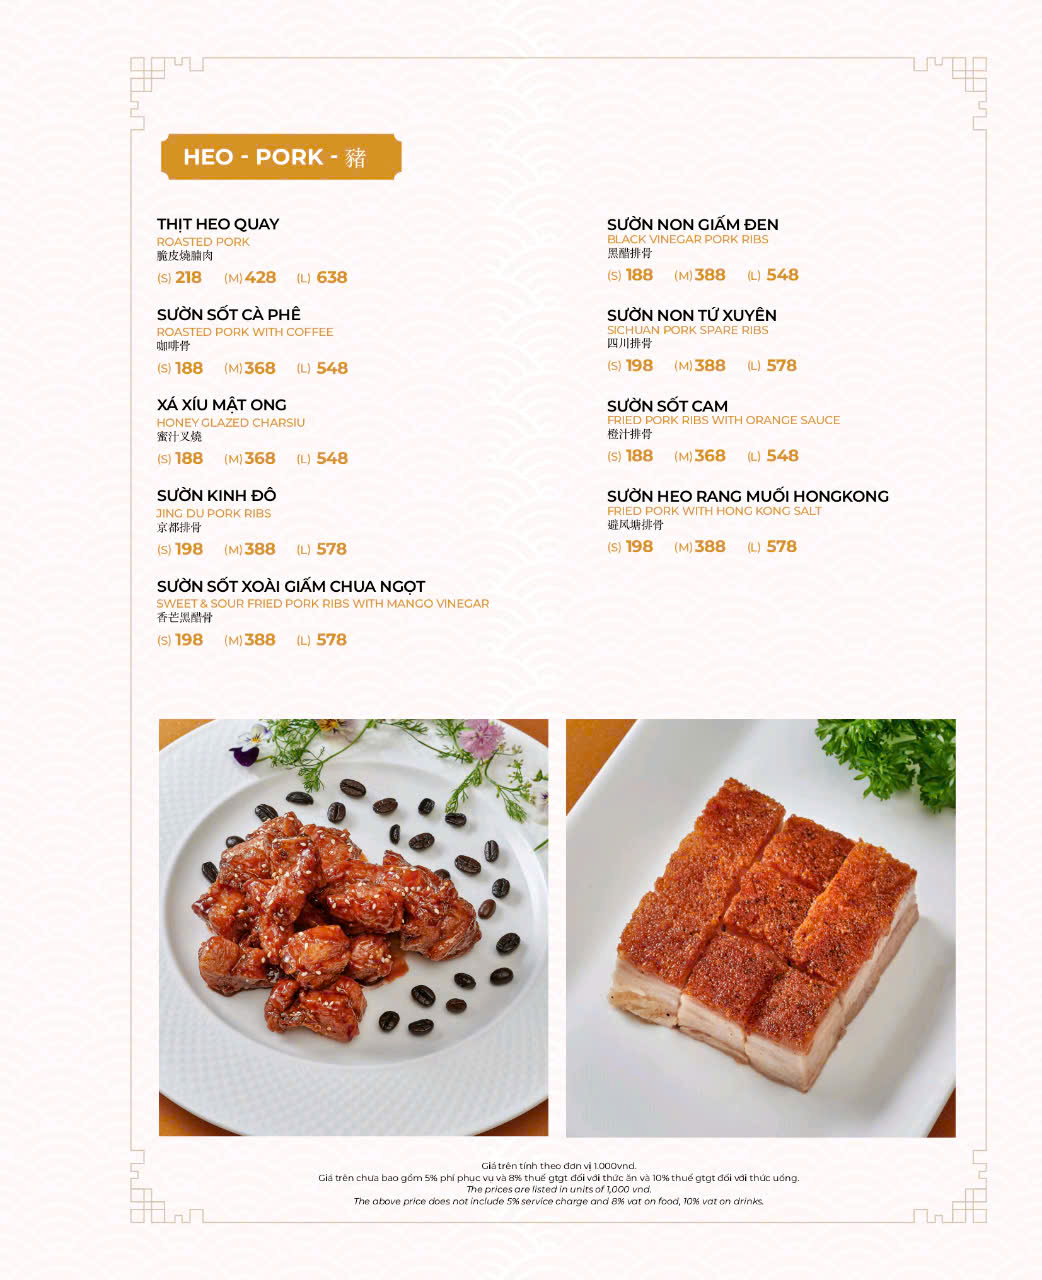 HEO - PORK - 豬
THỊT HEO QUAY
ROASTED PORK
脆皮燒腩肉
(S) 218 (M) 428 (L) 638
SƯỜN SỐT CÀ PHÊ
ROASTED PORK WITH COFFEE
咖啡骨
(S) 188 (M) 368 (L) 548
XÁ XÍU MẬT ONG
HONEY GLAZED CHARSIU
蜜汁叉燒
(S) 188 (M) 368 (L) 548
SƯỜN KINH ĐÔ
JING DU PORK RIBS
京都排骨
(S) 198 (M) 388 (L) 578
SƯỜN SỐT XOÀI GIẤM CHUA NGỌT
SWEET & SOUR FRIED PORK RIBS WITH MANGO VINEGAR
香芒黑醋骨
(S) 198 (M) 388 (L) 578
SƯỜN NON GIẤM ĐEN
BLACK VINEGAR PORK RIBS
黑醋排骨
(S) 188 (M) 388 (L) 548
SƯỜN NON TỨ XUYÊN
SICHUAN PORK SPARE RIBS
四川排骨
(S) 198 (M) 388 (L) 578
SƯỜN SỐT CAM
FRIED PORK RIBS WITH ORANGE SAUCE
橙汁排骨
(S) 188 (M) 368 (L) 548
SƯỜN HEO RANG MUỐI HONGKONG
FRIED PORK WITH HONG KONG SALT
避风塘排骨
(S) 198 (M) 388 (L) 578
Giá trên tính theo đơn vị 1.000vnd.
Giá trên chưa bao gồm 5% phí phục vụ và 8% thuế gtgt đối với thức ăn và 10% thuế gtgt đối với thức uống.
The prices are listed in units of 1,000 vnd.
The above price does not include 5% service charge and 8% vat on food, 10% vat on drinks.